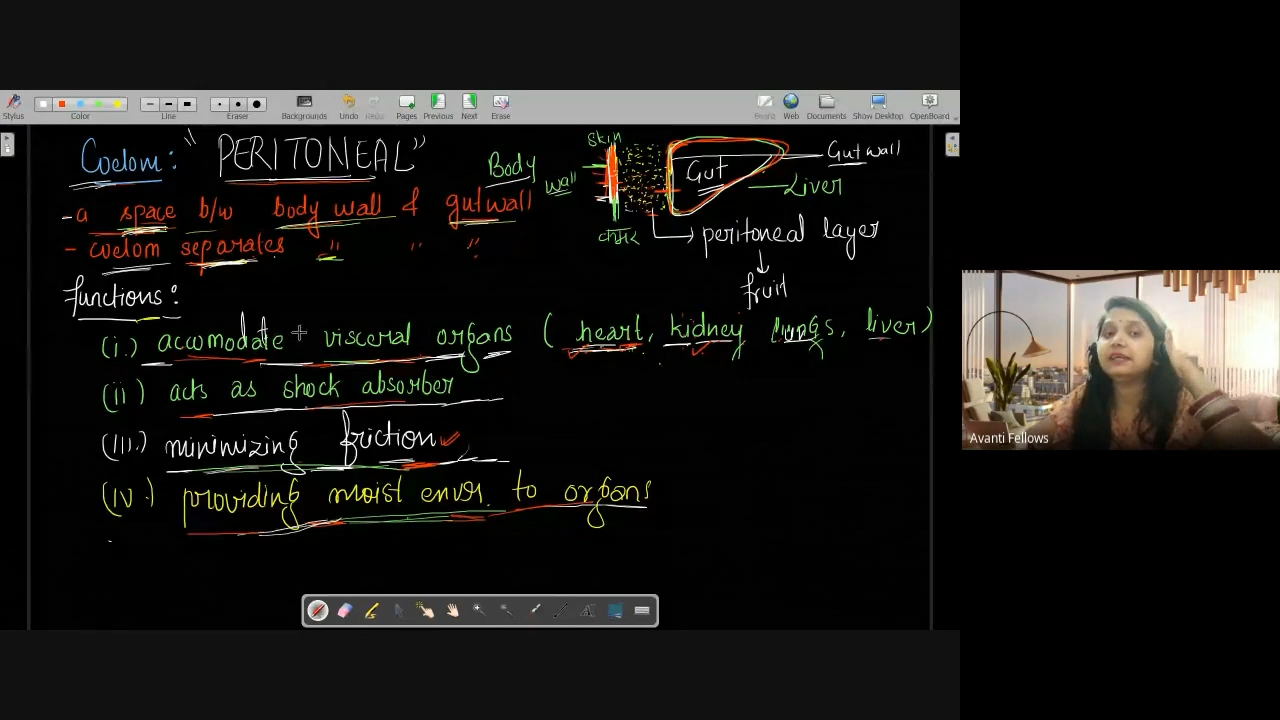 Stylus Color Line Eraser Backgrounds Undo Redo Pages Previous Next Erase Board Web Documents Show Desktop OpenBoard
Coelom: "PERITONEAL"
- a space b/w body wall & gutwall
- coelom separates " " "
functions:
(i.) accomodate visceral organs (heart, kidney lungs, liver)
(ii) acts as shock absorber
(iii.) minimizing friction
(iv.) providing moist envir. to organs
skin
Body wall
Gut
Gut wall
Liver
peritoneal layer
fruit
Avanti Fellows